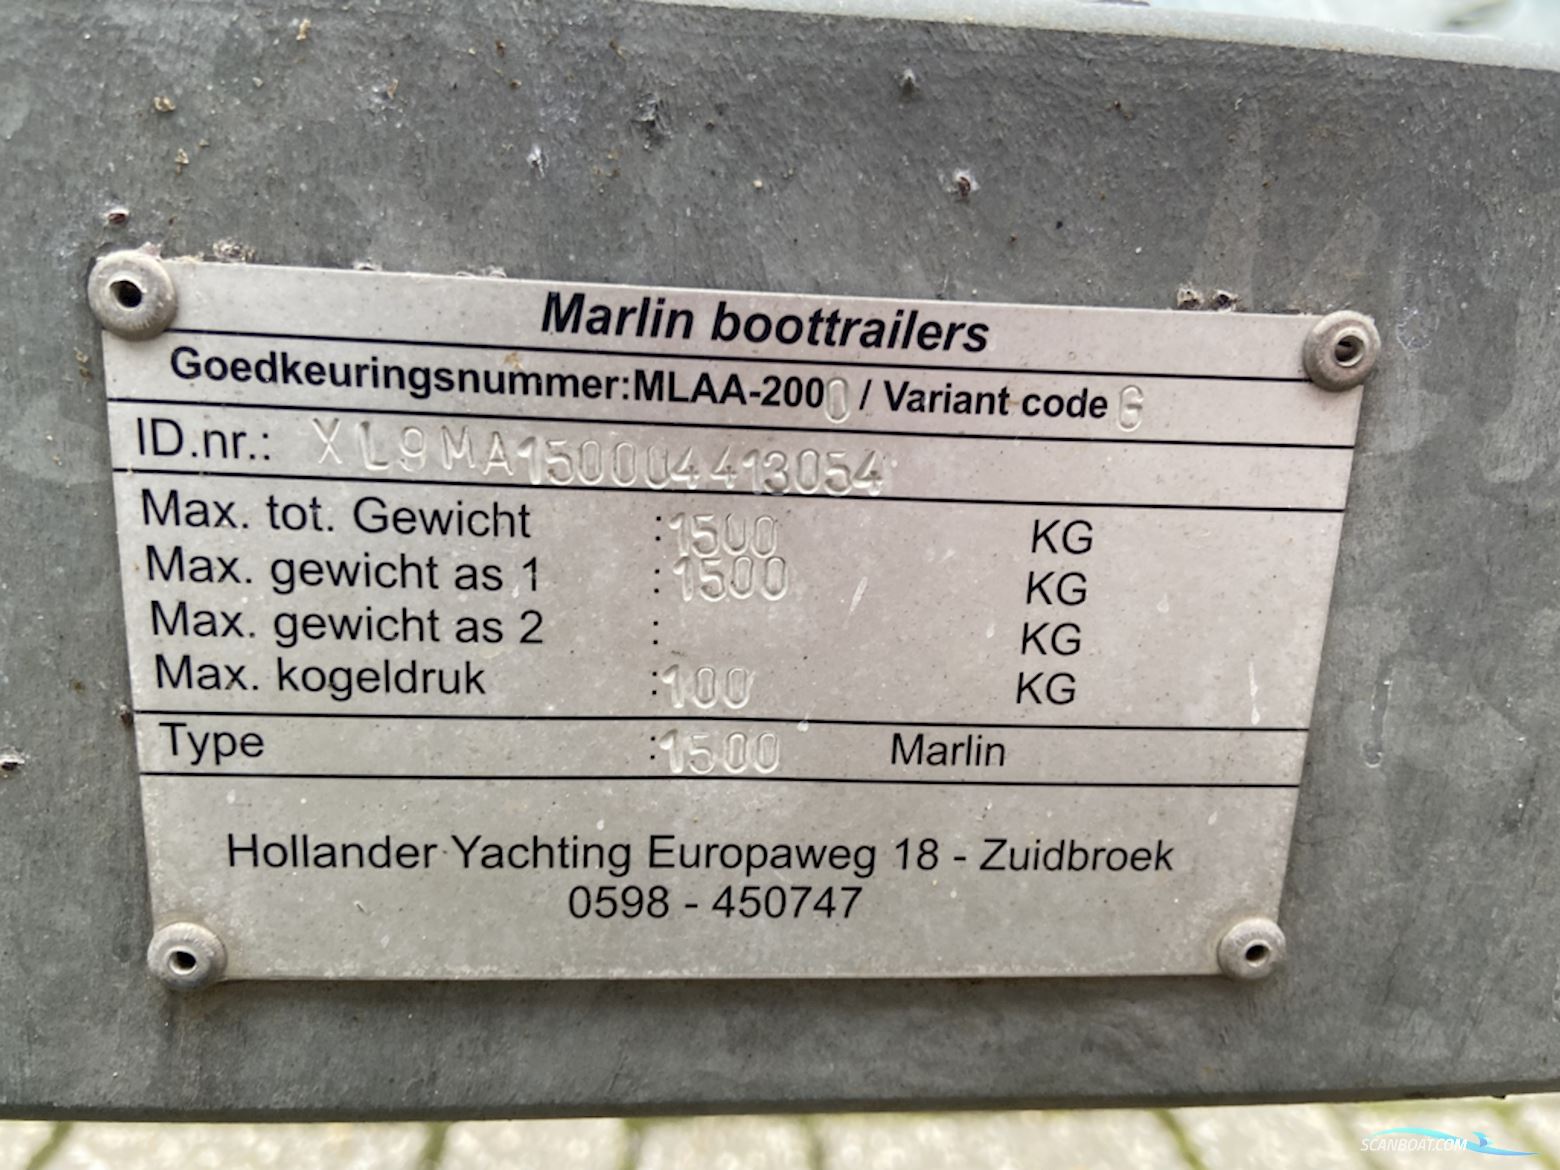 Marlin boottrailers
Goedkeuringsnummer:MLAA-2000 / Variant code G
ID.nr.: XL9MA150004413054
Max. tot. Gewicht :1500 KG
Max. gewicht as 1 :1500 KG
Max. gewicht as 2 : KG
Max. kogeldruk :100 KG
Type :1500 Marlin
Hollander Yachting Europaweg 18 - Zuidbroek
0598 - 450747
SCANBOAT.COM